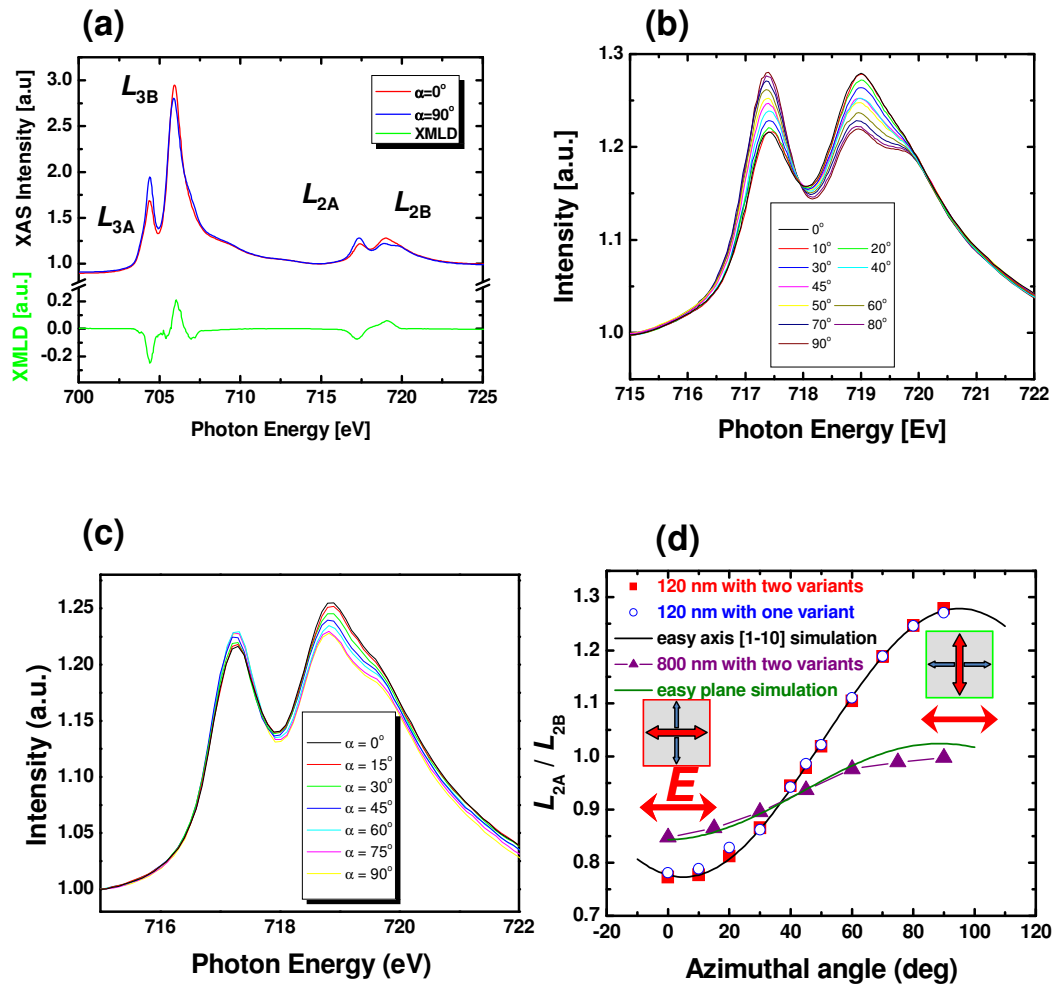 (a)
XAS Intensity [a.u]
XMLD [a.u.]
3.0
2.5
2.0
1.5
1.0
0.2
0.0
-0.2
L3B
L3A
L2A
L2B
α=0°
α=90°
XMLD
700 705 710 715 720 725
Photon Energy [eV]
(b)
Intensity [a.u.]
1.3
1.2
1.1
1.0
0°
10° 20°
30° 40°
45°
50° 60°
70° 80°
90°
715 716 717 718 719 720 721 722
Photon Energy [Ev]
(c)
Intensity (a.u.)
1.25
1.20
1.15
1.10
1.05
1.00
α = 0°
α = 15°
α = 30°
α = 45°
α = 60°
α = 75°
α = 90°
716 718 720 722
Photon Energy (eV)
(d)
L2A / L2B
1.3
1.2
1.1
1.0
0.9
0.8
0.7
120 nm with two variants
120 nm with one variant
easy axis [1-10] simulation
800 nm with two variants
easy plane simulation
E
-20 0 20 40 60 80 100 120
Azimuthal angle (deg)